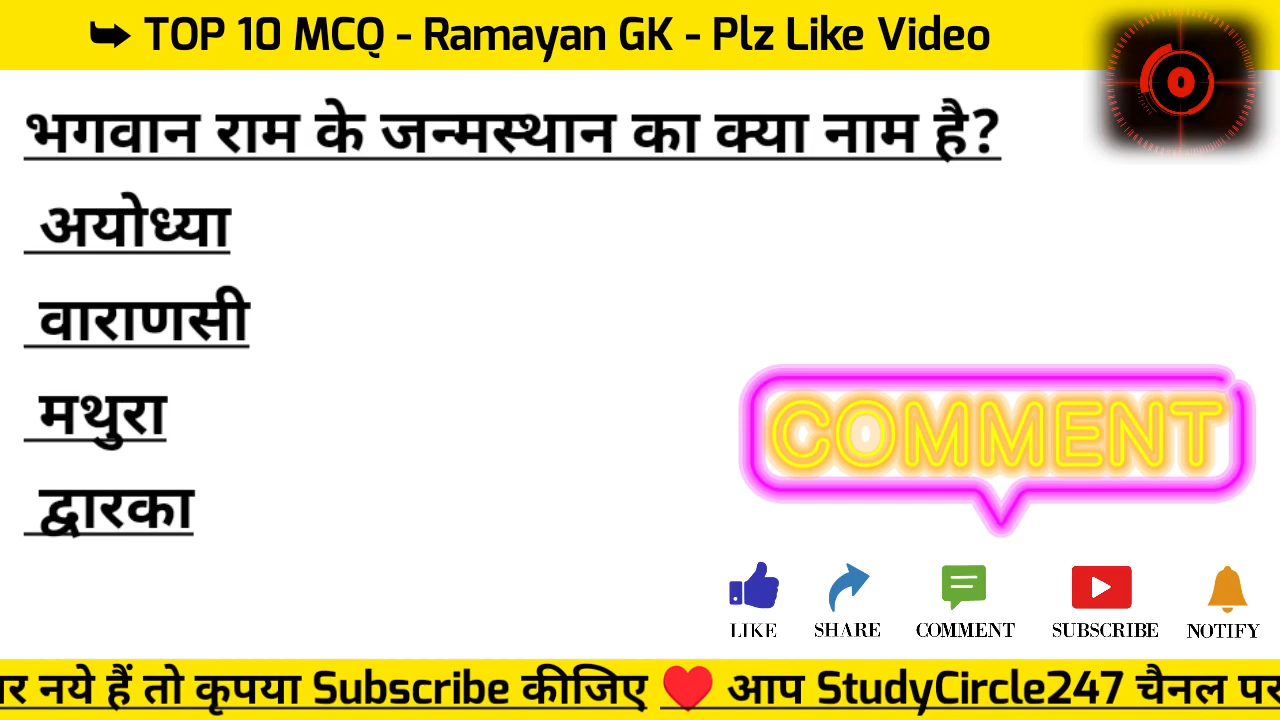 ➥ TOP 10 MCQ - Ramayan GK - Plz Like Video
0
भगवान राम के जन्मस्थान का क्या नाम है?
अयोध्या
वाराणसी
मथुरा
द्वारका
COMMENT
LIKE SHARE COMMENT SUBSCRIBE NOTIFY
नये हैं तो कृपया Subscribe कीजिए ❤️ आप StudyCircle247 चैनल पर